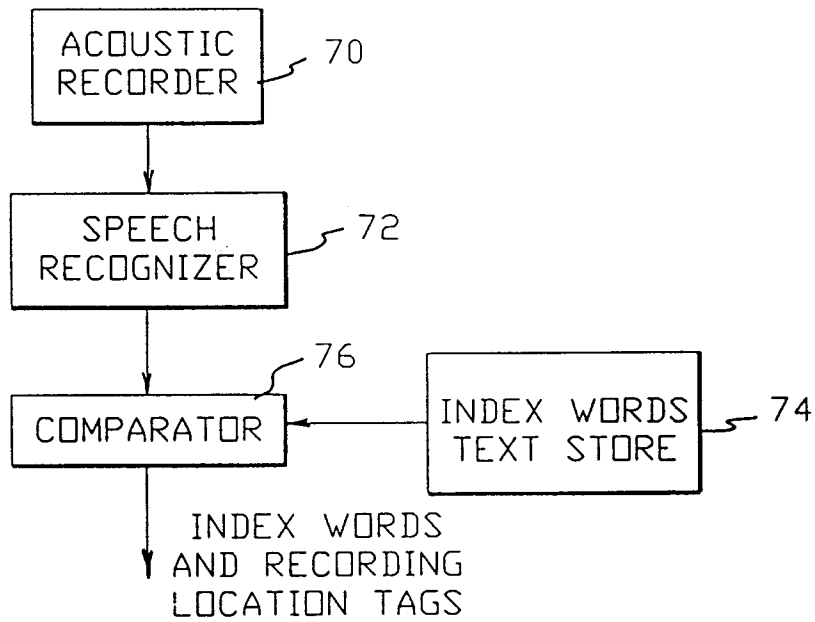 ACOUSTIC
RECORDER
70
SPEECH
RECOGNIZER
72
76
COMPARATOR
INDEX WORDS
TEXT STORE
74
INDEX WORDS
AND RECORDING
LOCATION TAGS